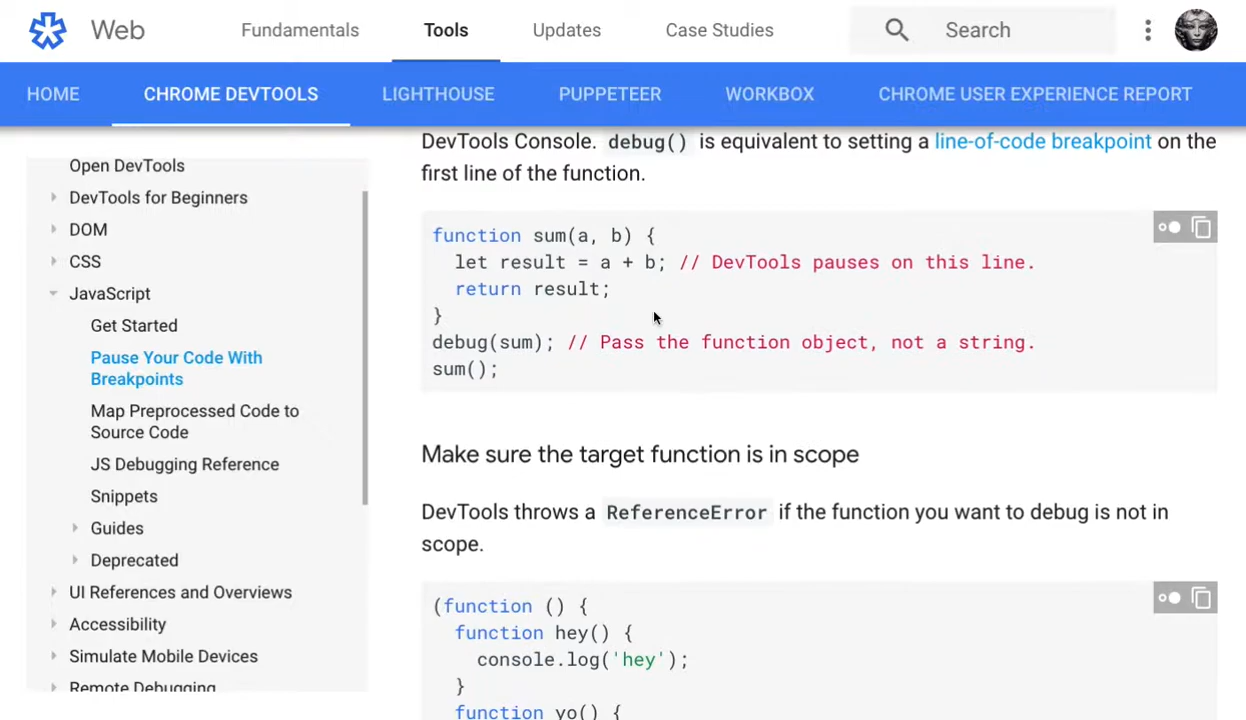 Web
Fundamentals
Tools
Updates
Case Studies
Search
HOME
CHROME DEVTOOLS
LIGHTHOUSE
PUPPETEER
WORKBOX
CHROME USER EXPERIENCE REPORT
Open DevTools
DevTools for Beginners
DOM
CSS
JavaScript
Get Started
Pause Your Code With
Breakpoints
Map Preprocessed Code to
Source Code
JS Debugging Reference
Snippets
Guides
Deprecated
UI References and Overviews
Accessibility
Simulate Mobile Devices
Remote Debugging
DevTools Console. debug() is equivalent to setting a line-of-code breakpoint on the
first line of the function.
function sum(a, b) {
  let result = a + b; // DevTools pauses on this line.
  return result;
}
debug(sum); // Pass the function object, not a string.
sum();
Make sure the target function is in scope
DevTools throws a ReferenceError if the function you want to debug is not in
scope.
(function () {
  function hey() {
    console.log('hey');
  }
  function yo() {